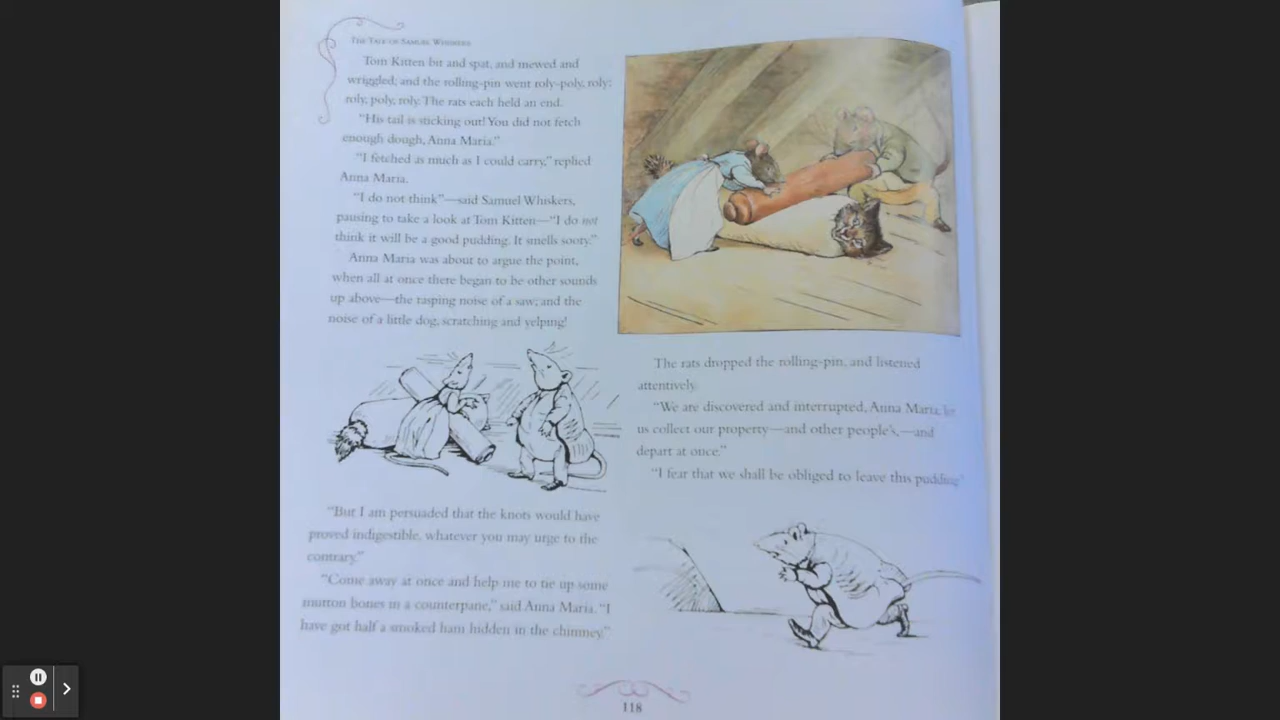 THE TALE OF SAMUEL WHISKERS
Tom Kitten bit and spat, and mewed and
wriggled; and the rolling-pin went roly-poly, roly;
roly, poly, roly. The rats each held an end.
"His tail is sticking out! You did not fetch
enough dough, Anna Maria."
"I fetched as much as I could carry," replied
Anna Maria.
"I do not think"—said Samuel Whiskers,
pausing to take a look at Tom Kitten—"I do not
think it will be a good pudding. It smells sooty."
Anna Maria was about to argue the point,
when all at once there began to be other sounds
up above—the rasping noise of a saw; and the
noise of a little dog, scratching and yelping!
The rats dropped the rolling-pin, and listened
attentively.
"We are discovered and interrupted, Anna Maria; let
us collect our property—and other people's,—and
depart at once."
"I fear that we shall be obliged to leave this pudding"
"But I am persuaded that the knots would have
proved indigestible, whatever you may urge to the
contrary."
"Come away at once and help me to tie up some
mutton bones in a counterpane," said Anna Maria. "I
have got half a smoked ham hidden in the chimney."
118